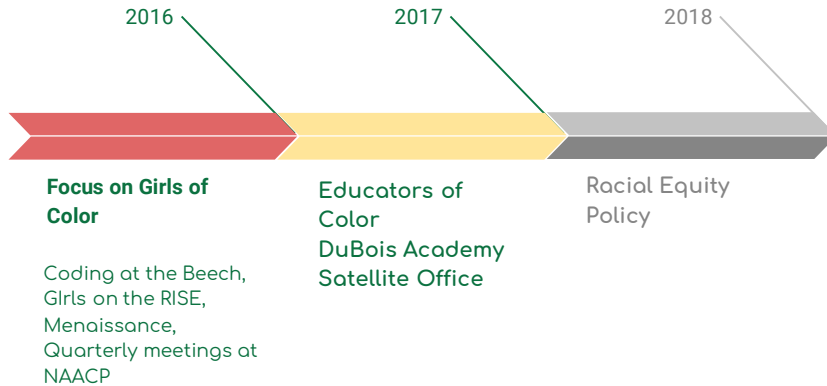 2016
2017
2018
Focus on Girls of
Color
Coding at the Beech,
GIrls on the RISE,
Menaissance,
Quarterly meetings at
NAACP
Educators of
Color
DuBois Academy
Satellite Office
Racial Equity
Policy